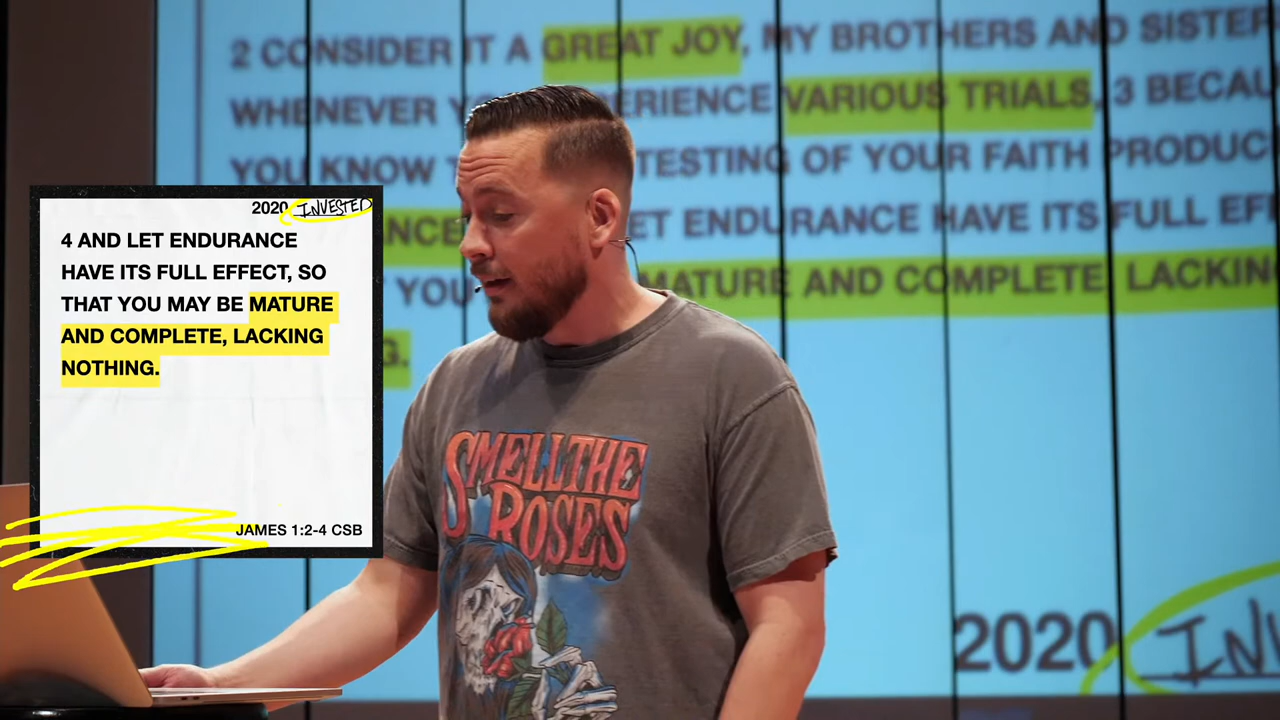 2 CONSIDER IT A GREAT JOY, MY BROTHERS AND SISTER
WHENEVER ERIENCE VARIOUS TRIALS, 3 BECAU
YOU KNOW TESTING OF YOUR FAITH PRODUC
NCE ET ENDURANCE HAVE ITS FULL EF
YOU MATURE AND COMPLETE, LACKIN
G.
2020 INVESTED
4 AND LET ENDURANCE
HAVE ITS FULL EFFECT, SO
THAT YOU MAY BE MATURE
AND COMPLETE, LACKING
NOTHING.
JAMES 1:2-4 CSB
SMELL THE
ROSES
2020 INV